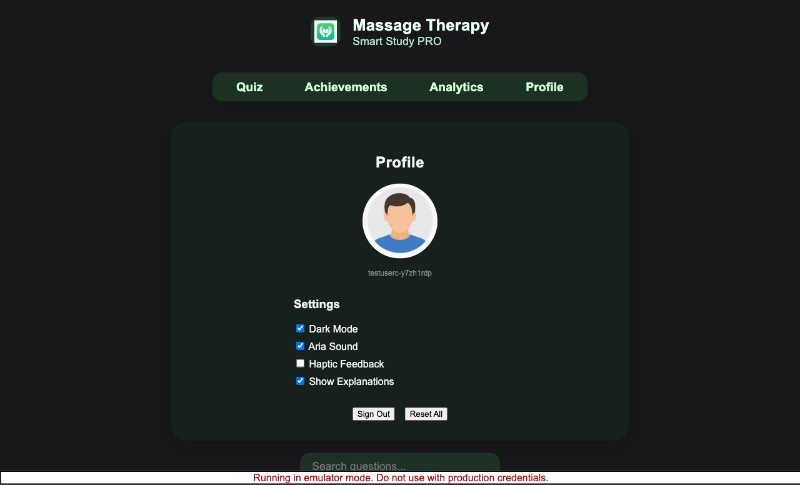 Massage Therapy
Smart Study PRO
Quiz Achievements Analytics Profile
Profile
testuserc-y7zh1rdp
Settings
Dark Mode
Aria Sound
Haptic Feedback
Show Explanations
Sign Out Reset All
Search questions...
Running in emulator mode. Do not use with production credentials.